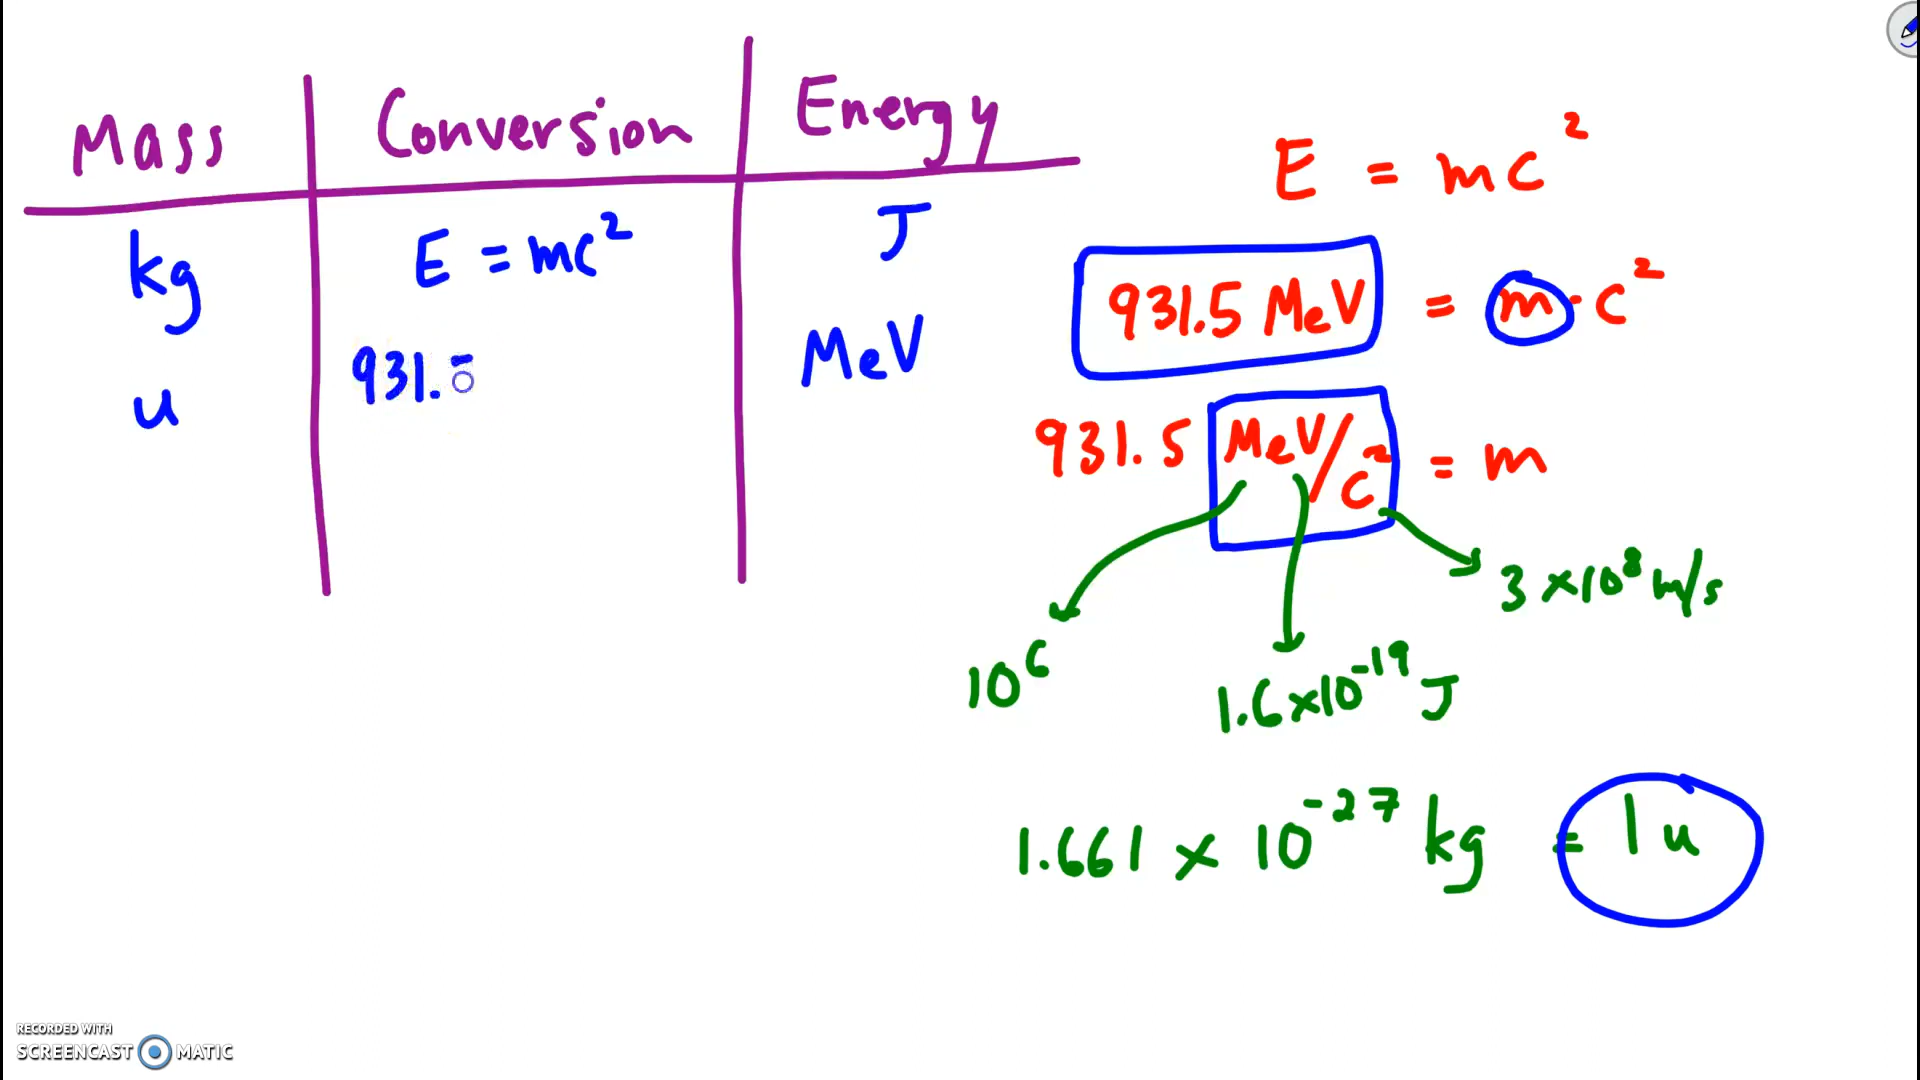 Mass Conversion Energy
kg E = mc² J
u 931.5 MeV
E = mc²
931.5 MeV = m·c²
931.5 MeV/c² = m
10⁶
1.6×10⁻¹⁹ J
3×10⁸ m/s
1.661 × 10⁻²⁷ kg = 1 u
RECORDED WITH
SCREENCAST MATIC